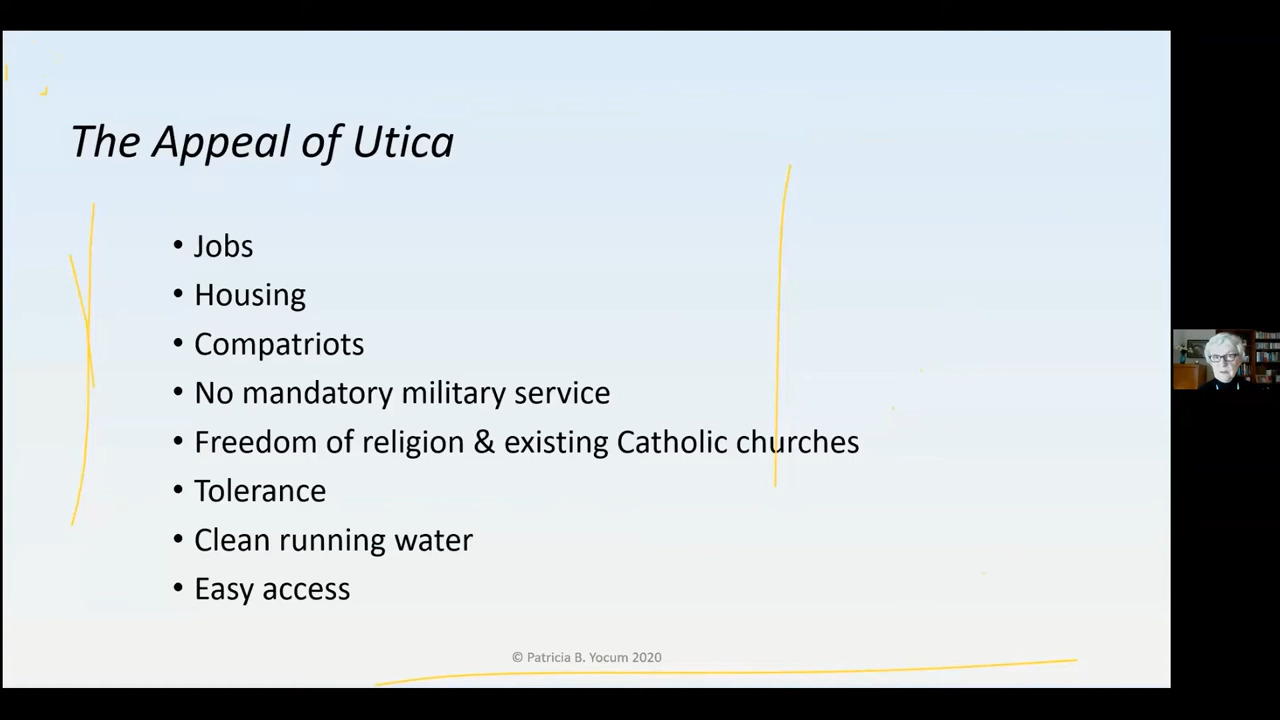 The Appeal of Utica
• Jobs
• Housing
• Compatriots
• No mandatory military service
• Freedom of religion & existing Catholic churches
• Tolerance
• Clean running water
• Easy access
© Patricia B. Yocum 2020